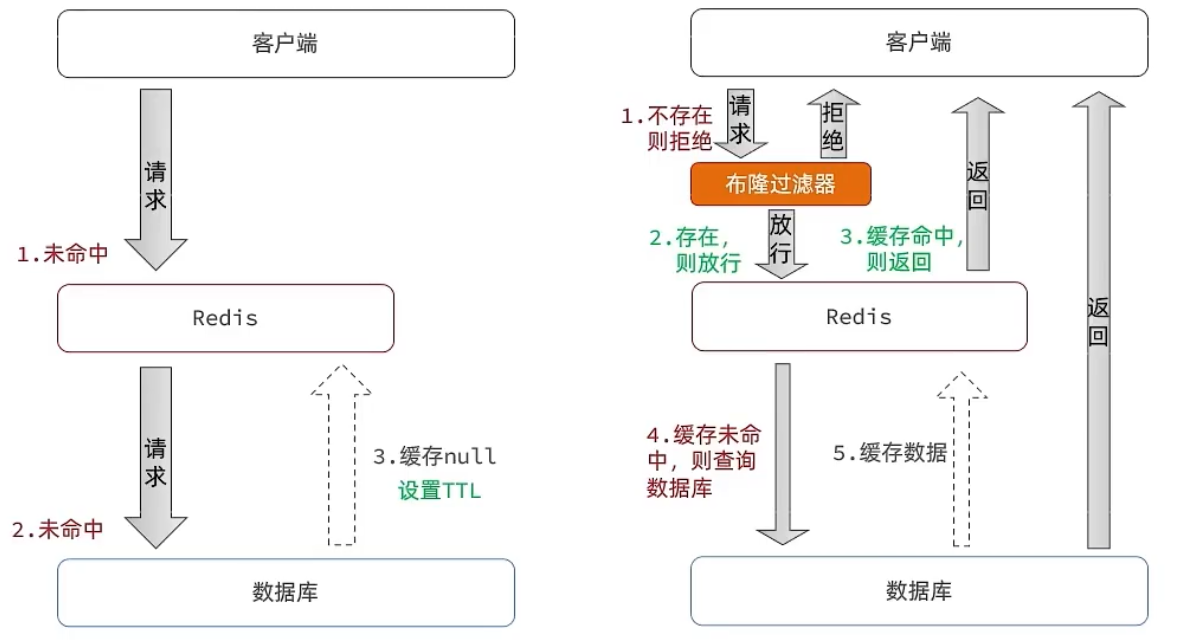 客户端
请求
1.未命中
Redis
请求
2.未命中
3.缓存null
设置TTL
数据库
客户端
1.不存在
则拒绝
请求
拒绝
布隆过滤器
2.存在,
则放行
放行
3.缓存命中,
则返回
返回
Redis
返回
4.缓存未命
中,则查询
数据库
5.缓存数据
数据库